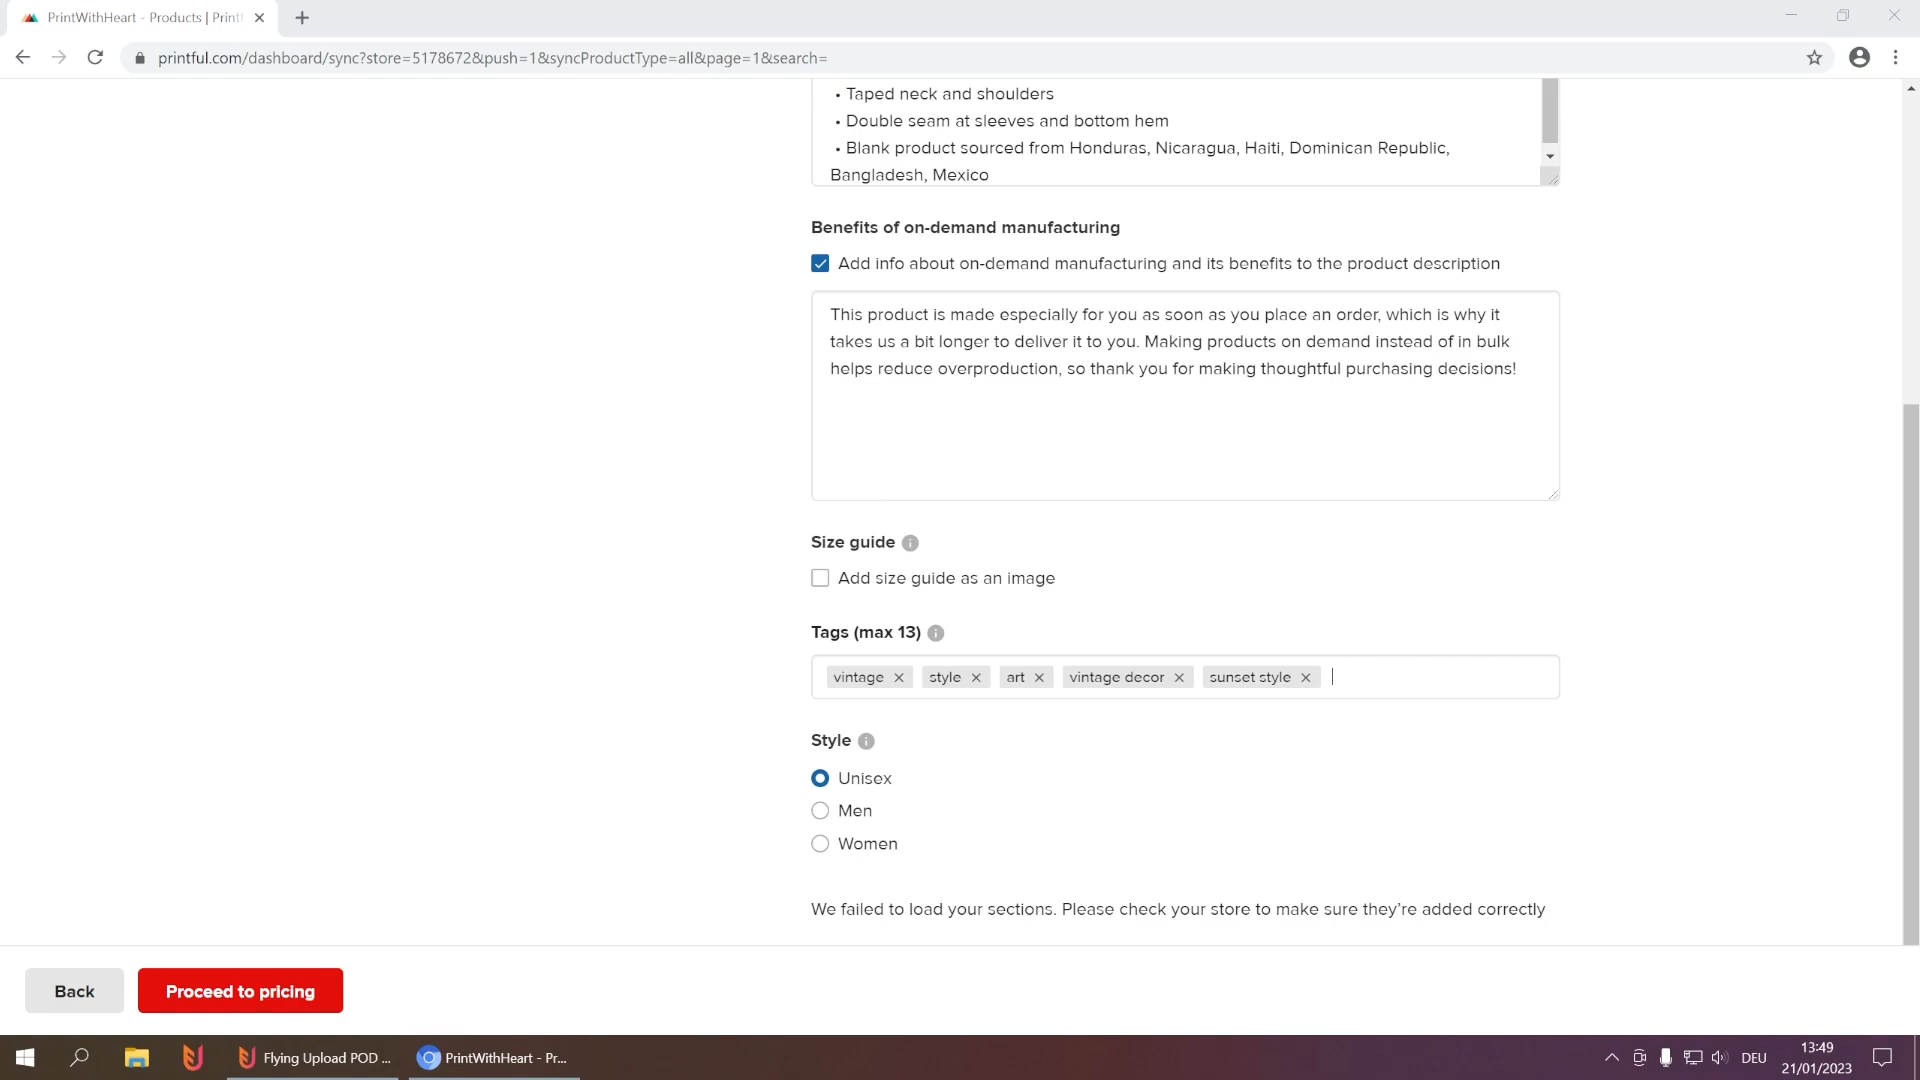 PrintWithHeart - Products | Printf
printful.com/dashboard/sync?store=5178672&push=1&syncProductType=all&page=1&search=
• Taped neck and shoulders
• Double seam at sleeves and bottom hem
• Blank product sourced from Honduras, Nicaragua, Haiti, Dominican Republic,
Bangladesh, Mexico
Benefits of on-demand manufacturing
Add info about on-demand manufacturing and its benefits to the product description
This product is made especially for you as soon as you place an order, which is why it
takes us a bit longer to deliver it to you. Making products on demand instead of in bulk
helps reduce overproduction, so thank you for making thoughtful purchasing decisions!
Size guide
Add size guide as an image
Tags (max 13)
vintage style art vintage decor sunset style
Style
Unisex
Men
Women
We failed to load your sections. Please check your store to make sure they're added correctly
Back Proceed to pricing
Flying Upload POD ... PrintWithHeart - Pr... DEU 13:49
21/01/2023